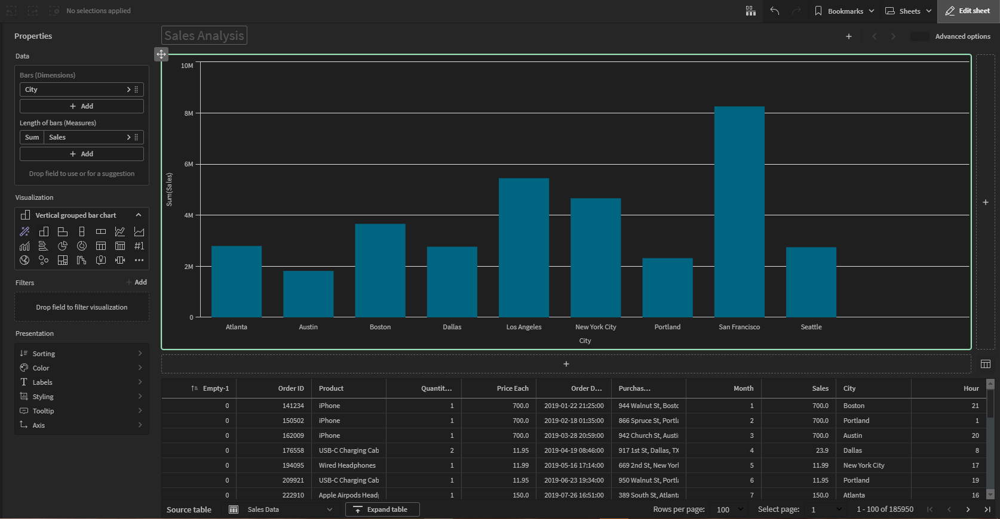 No selections applied
Bookmarks
Sheets
Edit sheet
Properties
Sales Analysis
Advanced options
Data
Bars (Dimensions)
City
Add
Length of bars (Measures)
Sum Sales
Add
Drop field to use or for a suggestion
Visualization
Vertical grouped bar chart
#1
Filters
Add
Drop field to filter visualization
Presentation
Sorting
Color
Labels
Styling
Tooltip
Axis
Sum(Sales)
10M
8M
6M
4M
2M
0
Atlanta Austin Boston Dallas Los Angeles New York City Portland San Francisco Seattle
City
Empty-1 Order ID Product Quantit... Price Each Order D... Purchas... Month Sales City Hour
0 141234 iPhone 1 700.0 2019-01-22 21:25:00 944 Walnut St, Bostc 1 700.0 Boston 21
0 150502 iPhone 1 700.0 2019-02-18 01:35:00 866 Spruce St, Portl 2 700.0 Portland 1
0 162009 iPhone 1 700.0 2019-03-28 20:59:00 942 Church St, Austi 3 700.0 Austin 20
0 176558 USB-C Charging Cab 2 11.95 2019-04-19 08:46:00 917 1st St, Dallas, TX 4 23.9 Dallas 8
0 194095 Wired Headphones 1 11.99 2019-05-16 17:14:00 669 2nd St, New Yorl 5 11.99 New York City 17
0 209921 USB-C Charging Cab 1 11.95 2019-06-23 19:34:00 950 Walnut St, Portl 6 11.95 Portland 19
0 222910 Apple Airpods Head 1 150.0 2019-07-26 16:51:00 389 South St, Atlant 7 150.0 Atlanta 16
Source table Sales Data Expand table Rows per page: 100 Select page: 1 1 - 100 of 185950